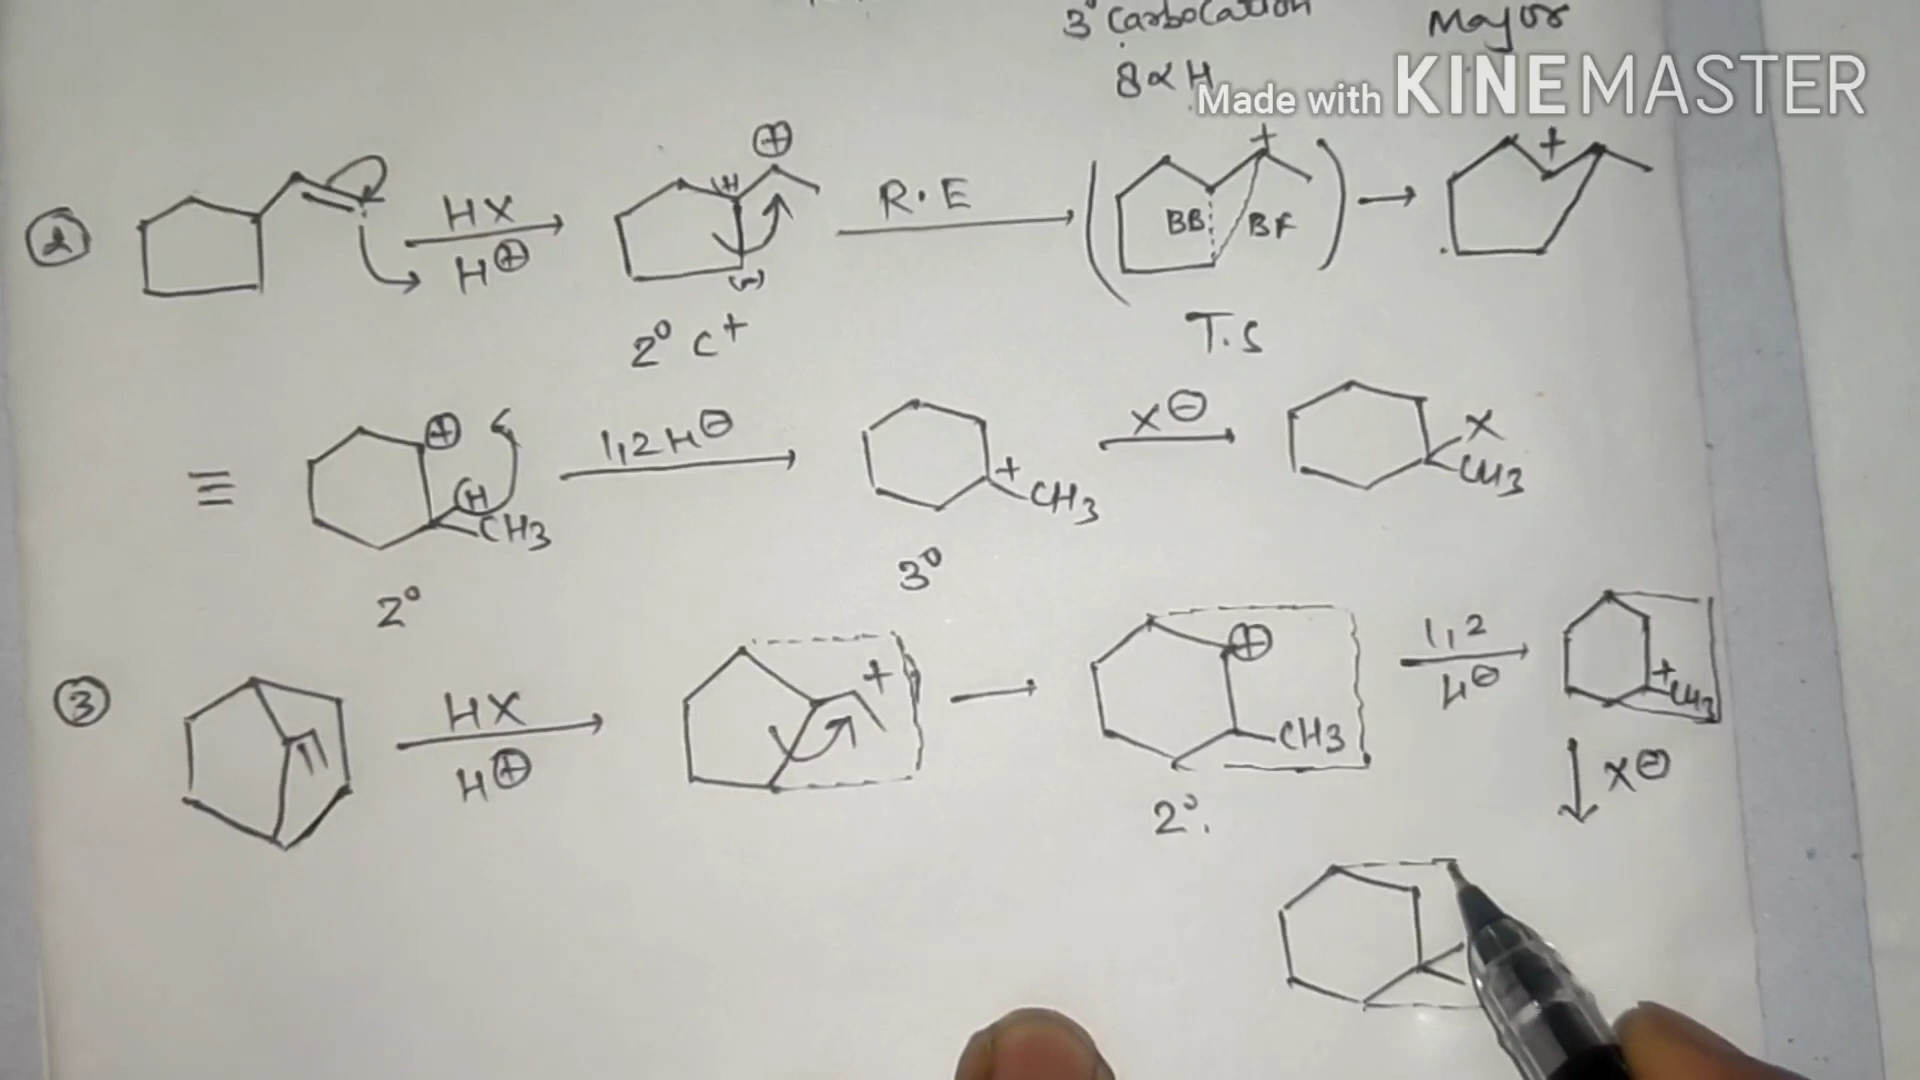 3° Carbocation Major
8 α H
Made with KINEMASTER
② HX H⊕ (H ⊕ (m) R·E BB BF + +
2° C⁺ T.S
≡ ⊕ (H CH3 1,2 H⊖ + CH3 X⊖ X CH3
2° 3°
③ HX H⊕ + ⊕ CH3 1,2 H⊖ + CH3
2°. X⊖